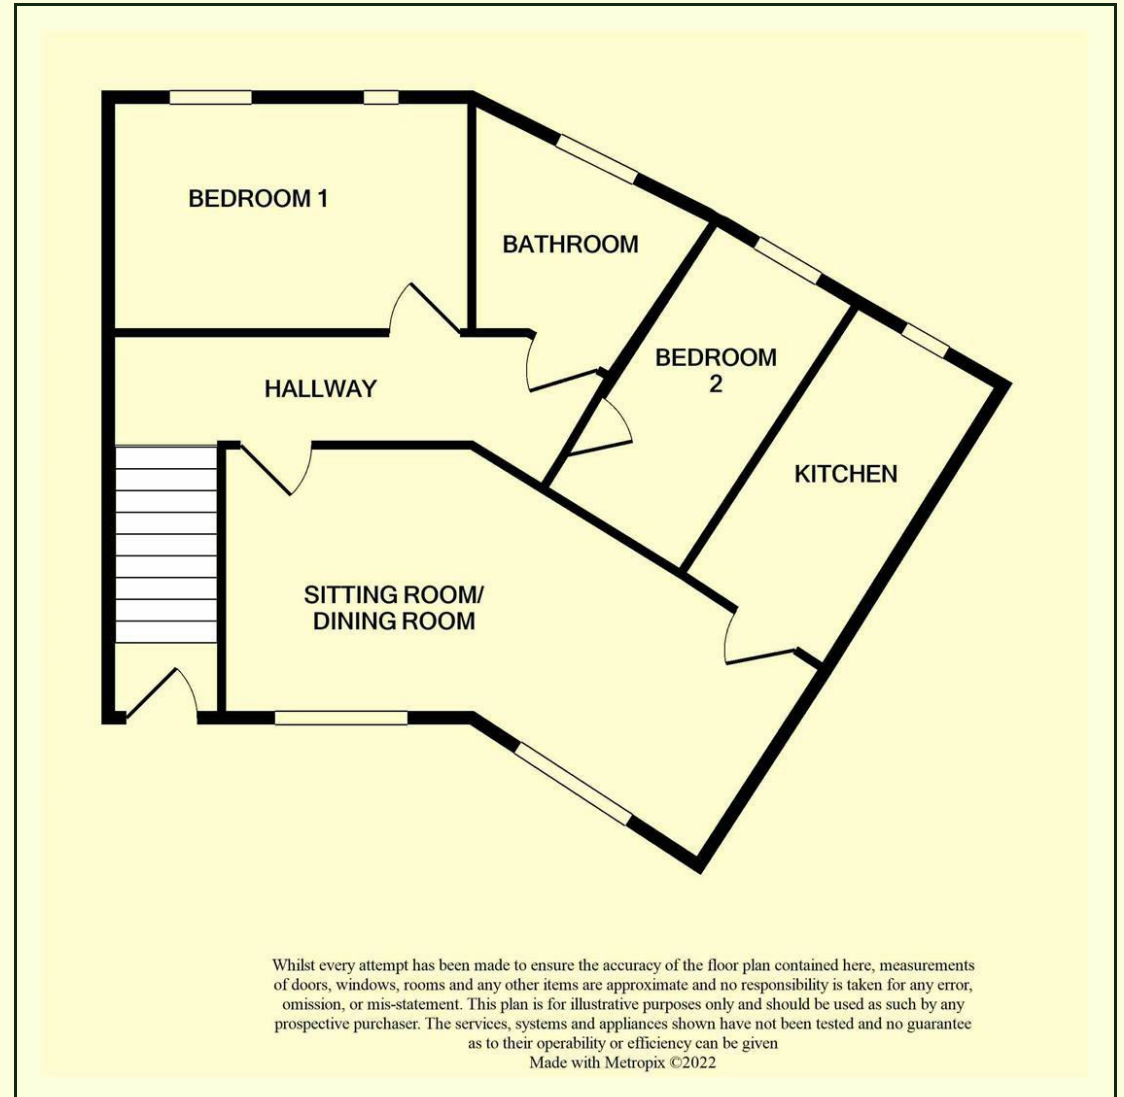 BEDROOM 1
BATHROOM
BEDROOM
2
HALLWAY
KITCHEN
SITTING ROOM/
DINING ROOM
Whilst every attempt has been made to ensure the accuracy of the floor plan contained here, measurements
of doors, windows, rooms and any other items are approximate and no responsibility is taken for any error,
omission, or mis-statement. This plan is for illustrative purposes only and should be used as such by any
prospective purchaser. The services, systems and appliances shown have not been tested and no guarantee
as to their operability or efficiency can be given
Made with Metropix ©2022